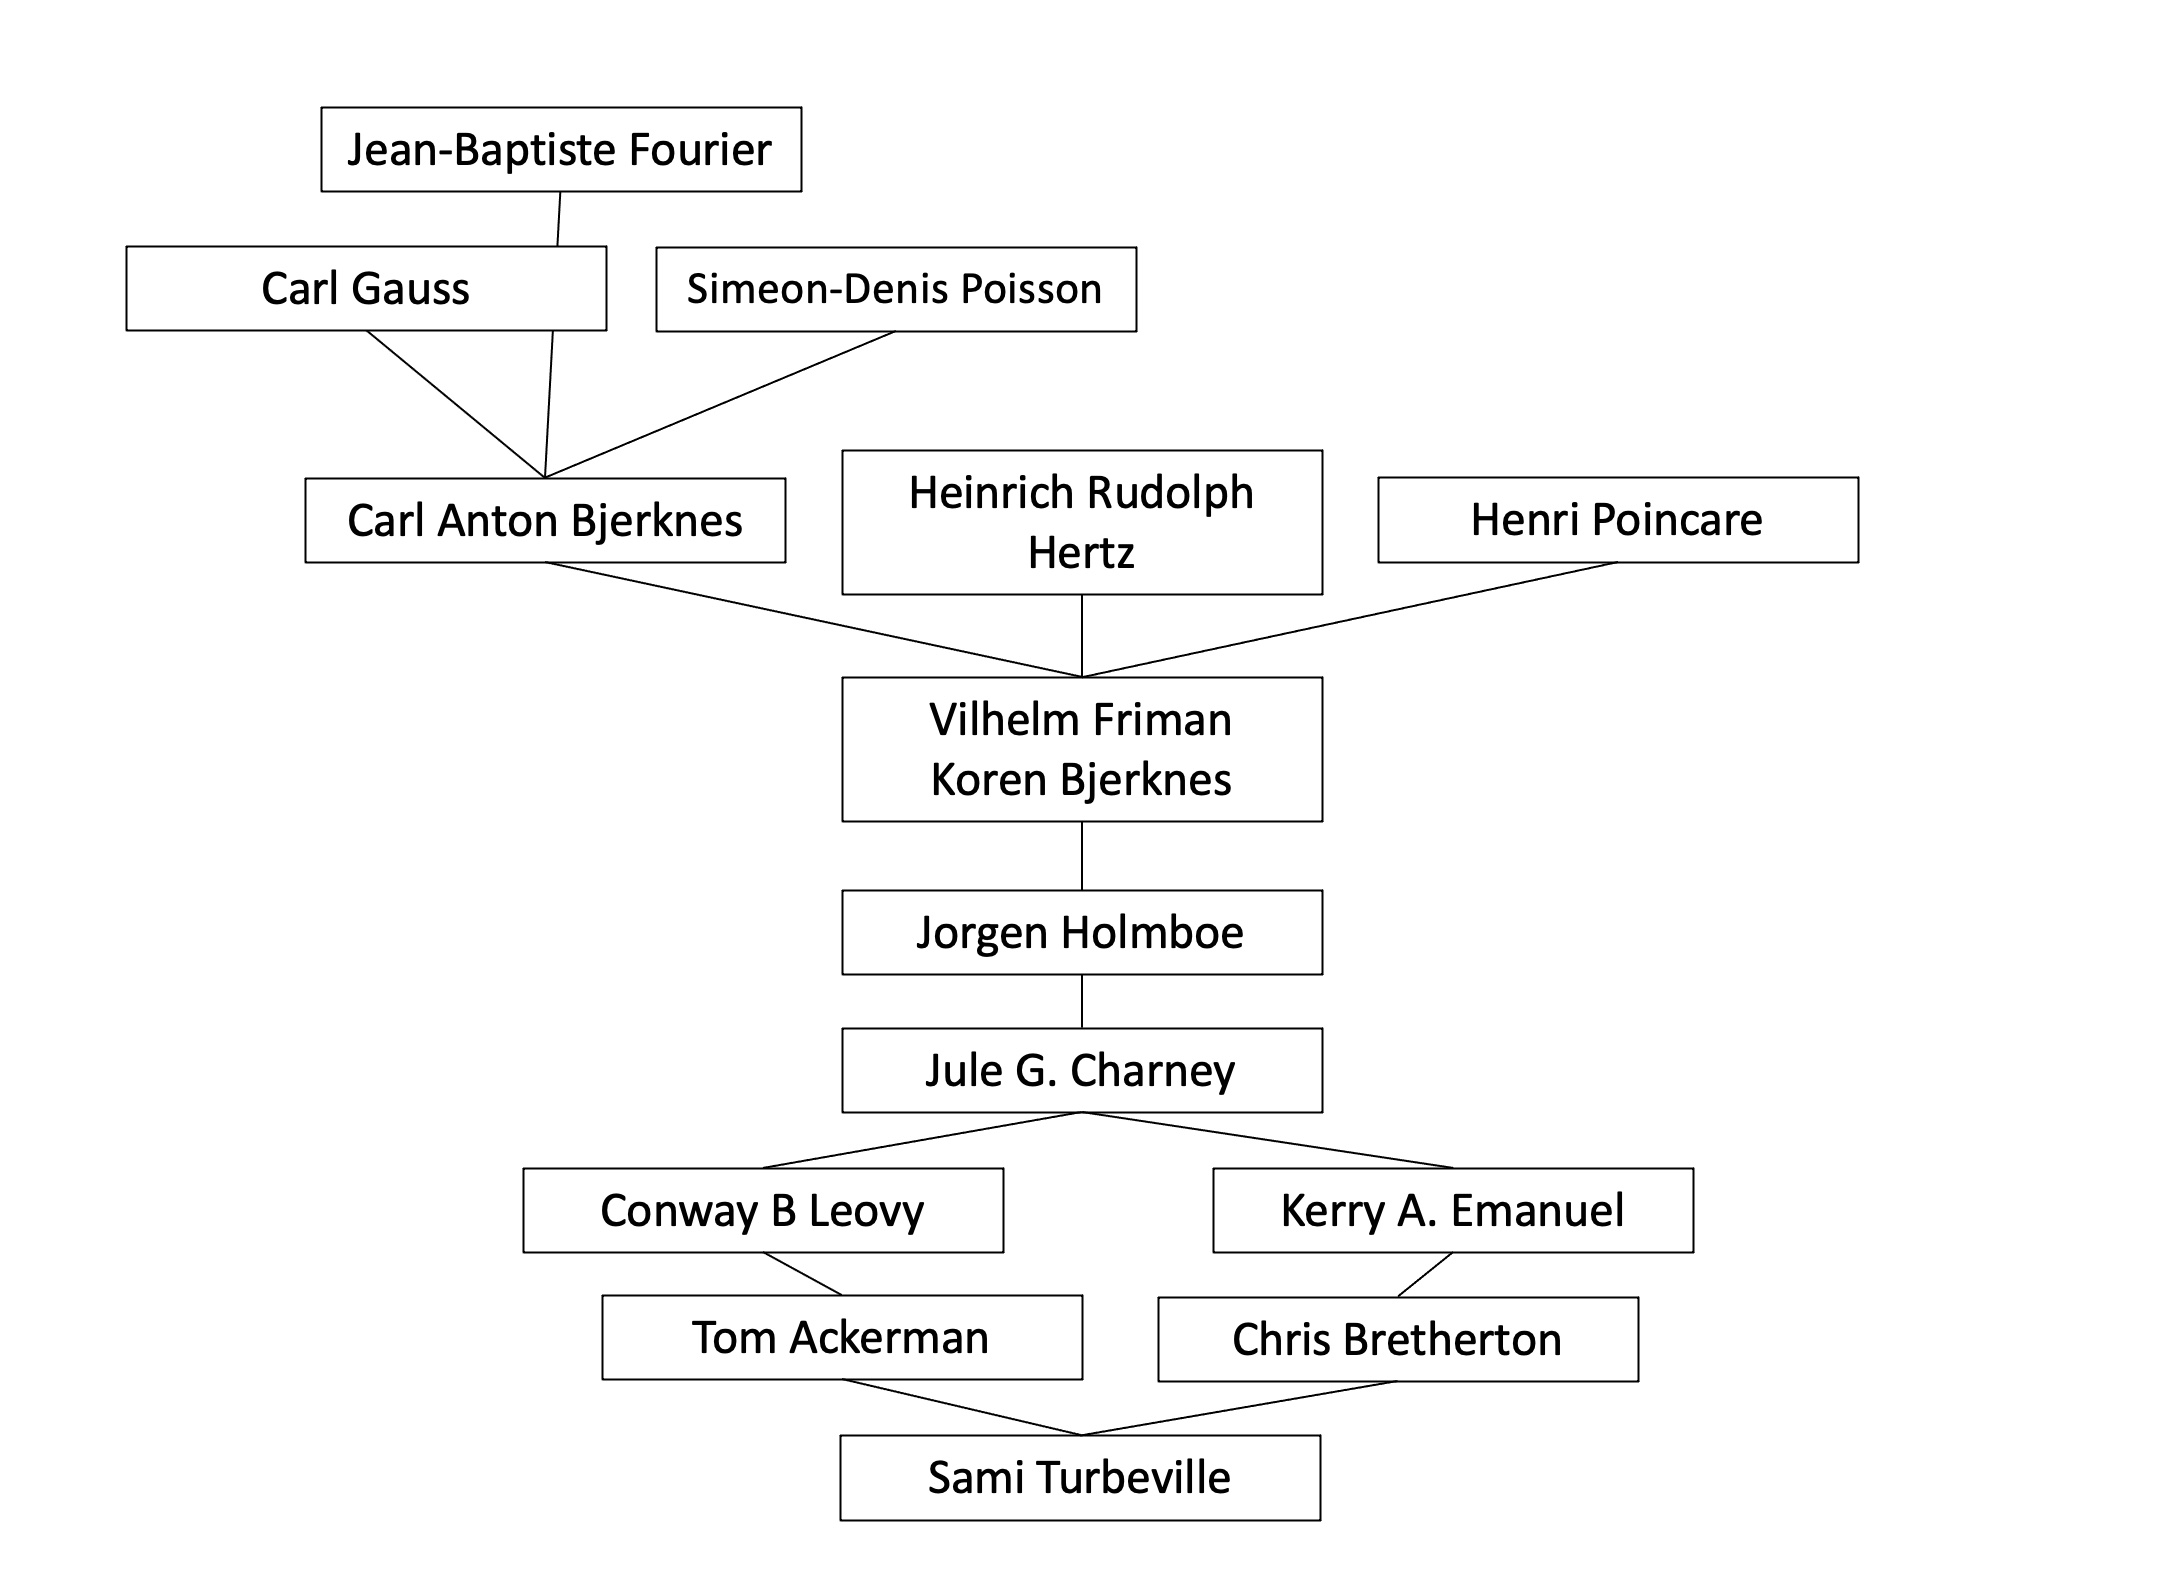 Jean-Baptiste Fourier
Carl Gauss
Simeon-Denis Poisson
Carl Anton Bjerknes
Heinrich Rudolph
Hertz
Henri Poincare
Vilhelm Friman
Koren Bjerknes
Jorgen Holmboe
Jule G. Charney
Conway B Leovy
Kerry A. Emanuel
Tom Ackerman
Chris Bretherton
Sami Turbeville